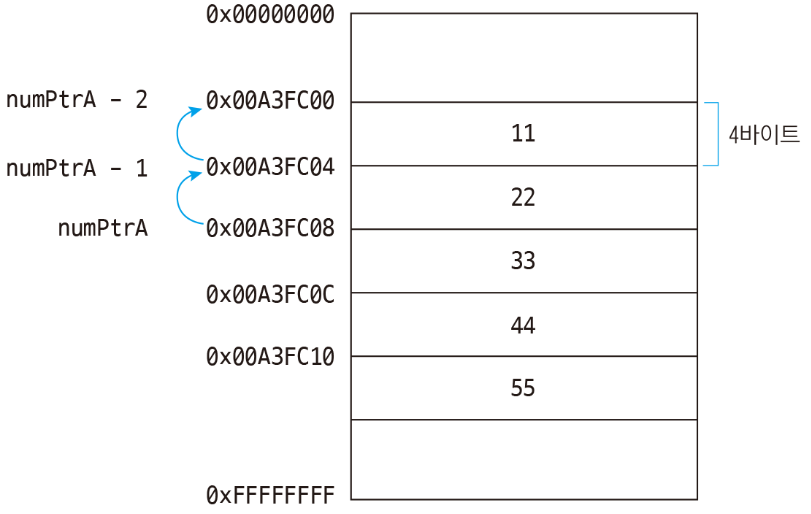 0x00000000
numPtrA - 2 0x00A3FC00
11 4바이트
numPtrA - 1 0x00A3FC04
22
numPtrA 0x00A3FC08
33
0x00A3FC0C
44
0x00A3FC10
55
0xFFFFFFFF